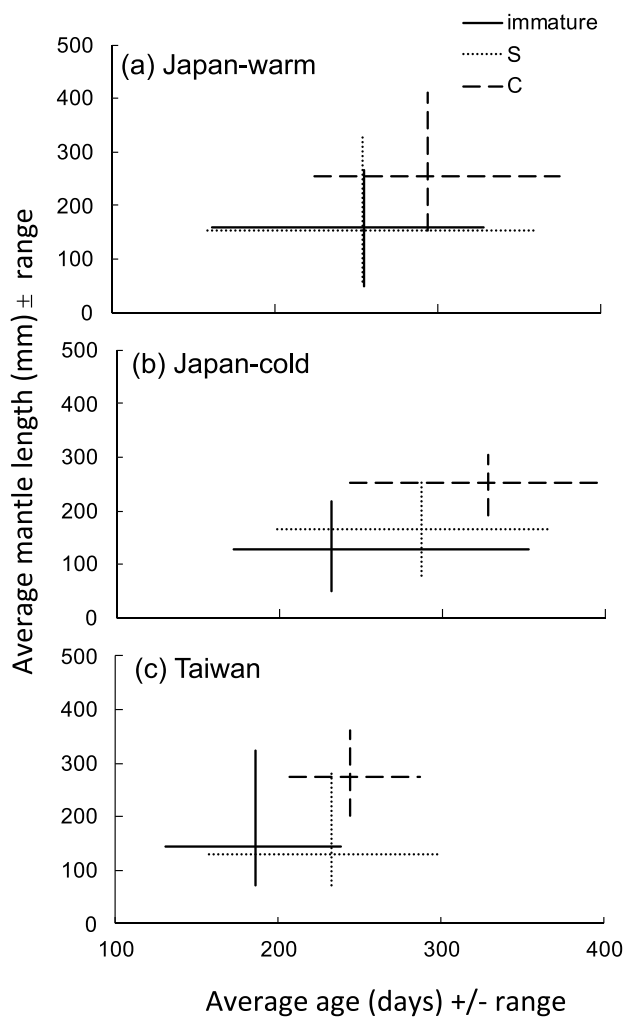 immature
S
C
(a) Japan-warm
500
400
300
200
100
0
(b) Japan-cold
500
400
300
200
100
0
(c) Taiwan
500
400
300
200
100
0
100 200 300 400
Average mantle length (mm) ± range
Average age (days) +/- range